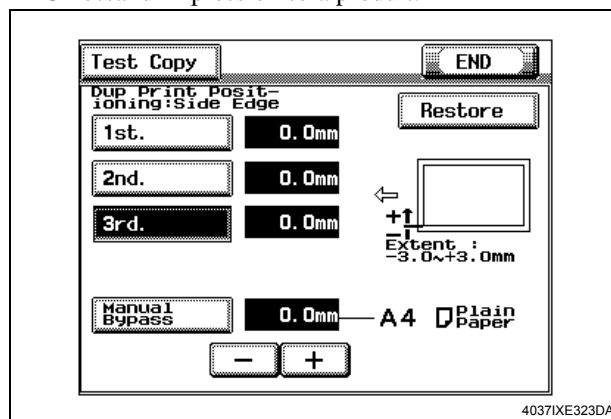 Test Copy
END
Dup Print Posit-
ioning:Side Edge
Restore
1st.
0.0mm
2nd.
0.0mm
3rd.
0.0mm
+
-
Extent :
-3.0~+3.0mm
Manual
Bypass
0.0mm
A4
Plain
Paper
-
+
4037IXE323DA